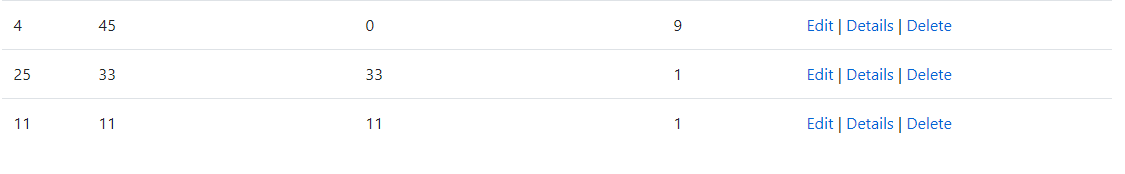 4 45 0 9 Edit | Details | Delete
25 33 33 1 Edit | Details | Delete
11 11 11 1 Edit | Details | Delete